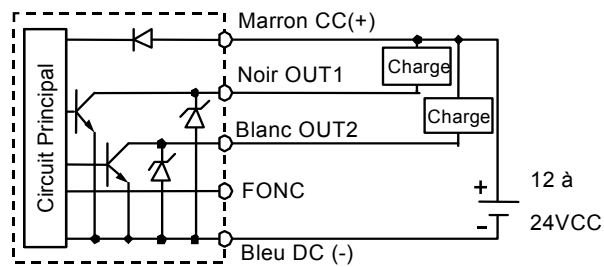 Marron CC(+)
Noir OUT1
Charge
Charge
Blanc OUT2
Circuit Principal
FONC
+
12 à
24VCC
-
Bleu DC (-)